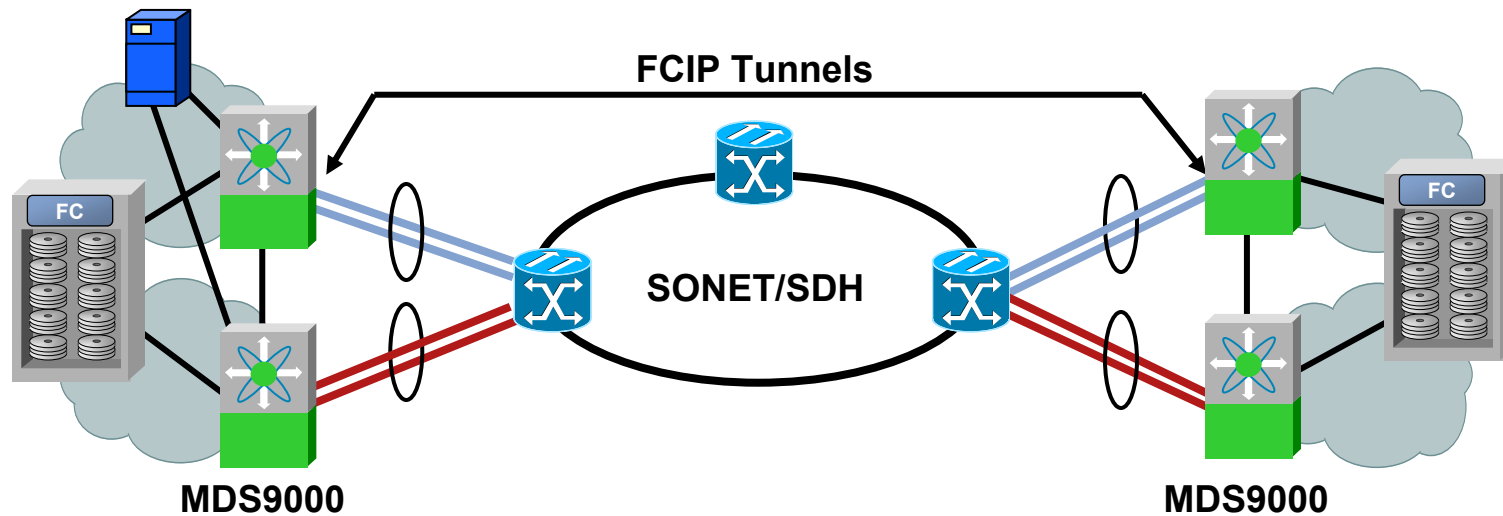 FCIP Tunnels
FC
FC
SONET/SDH
MDS9000
MDS9000